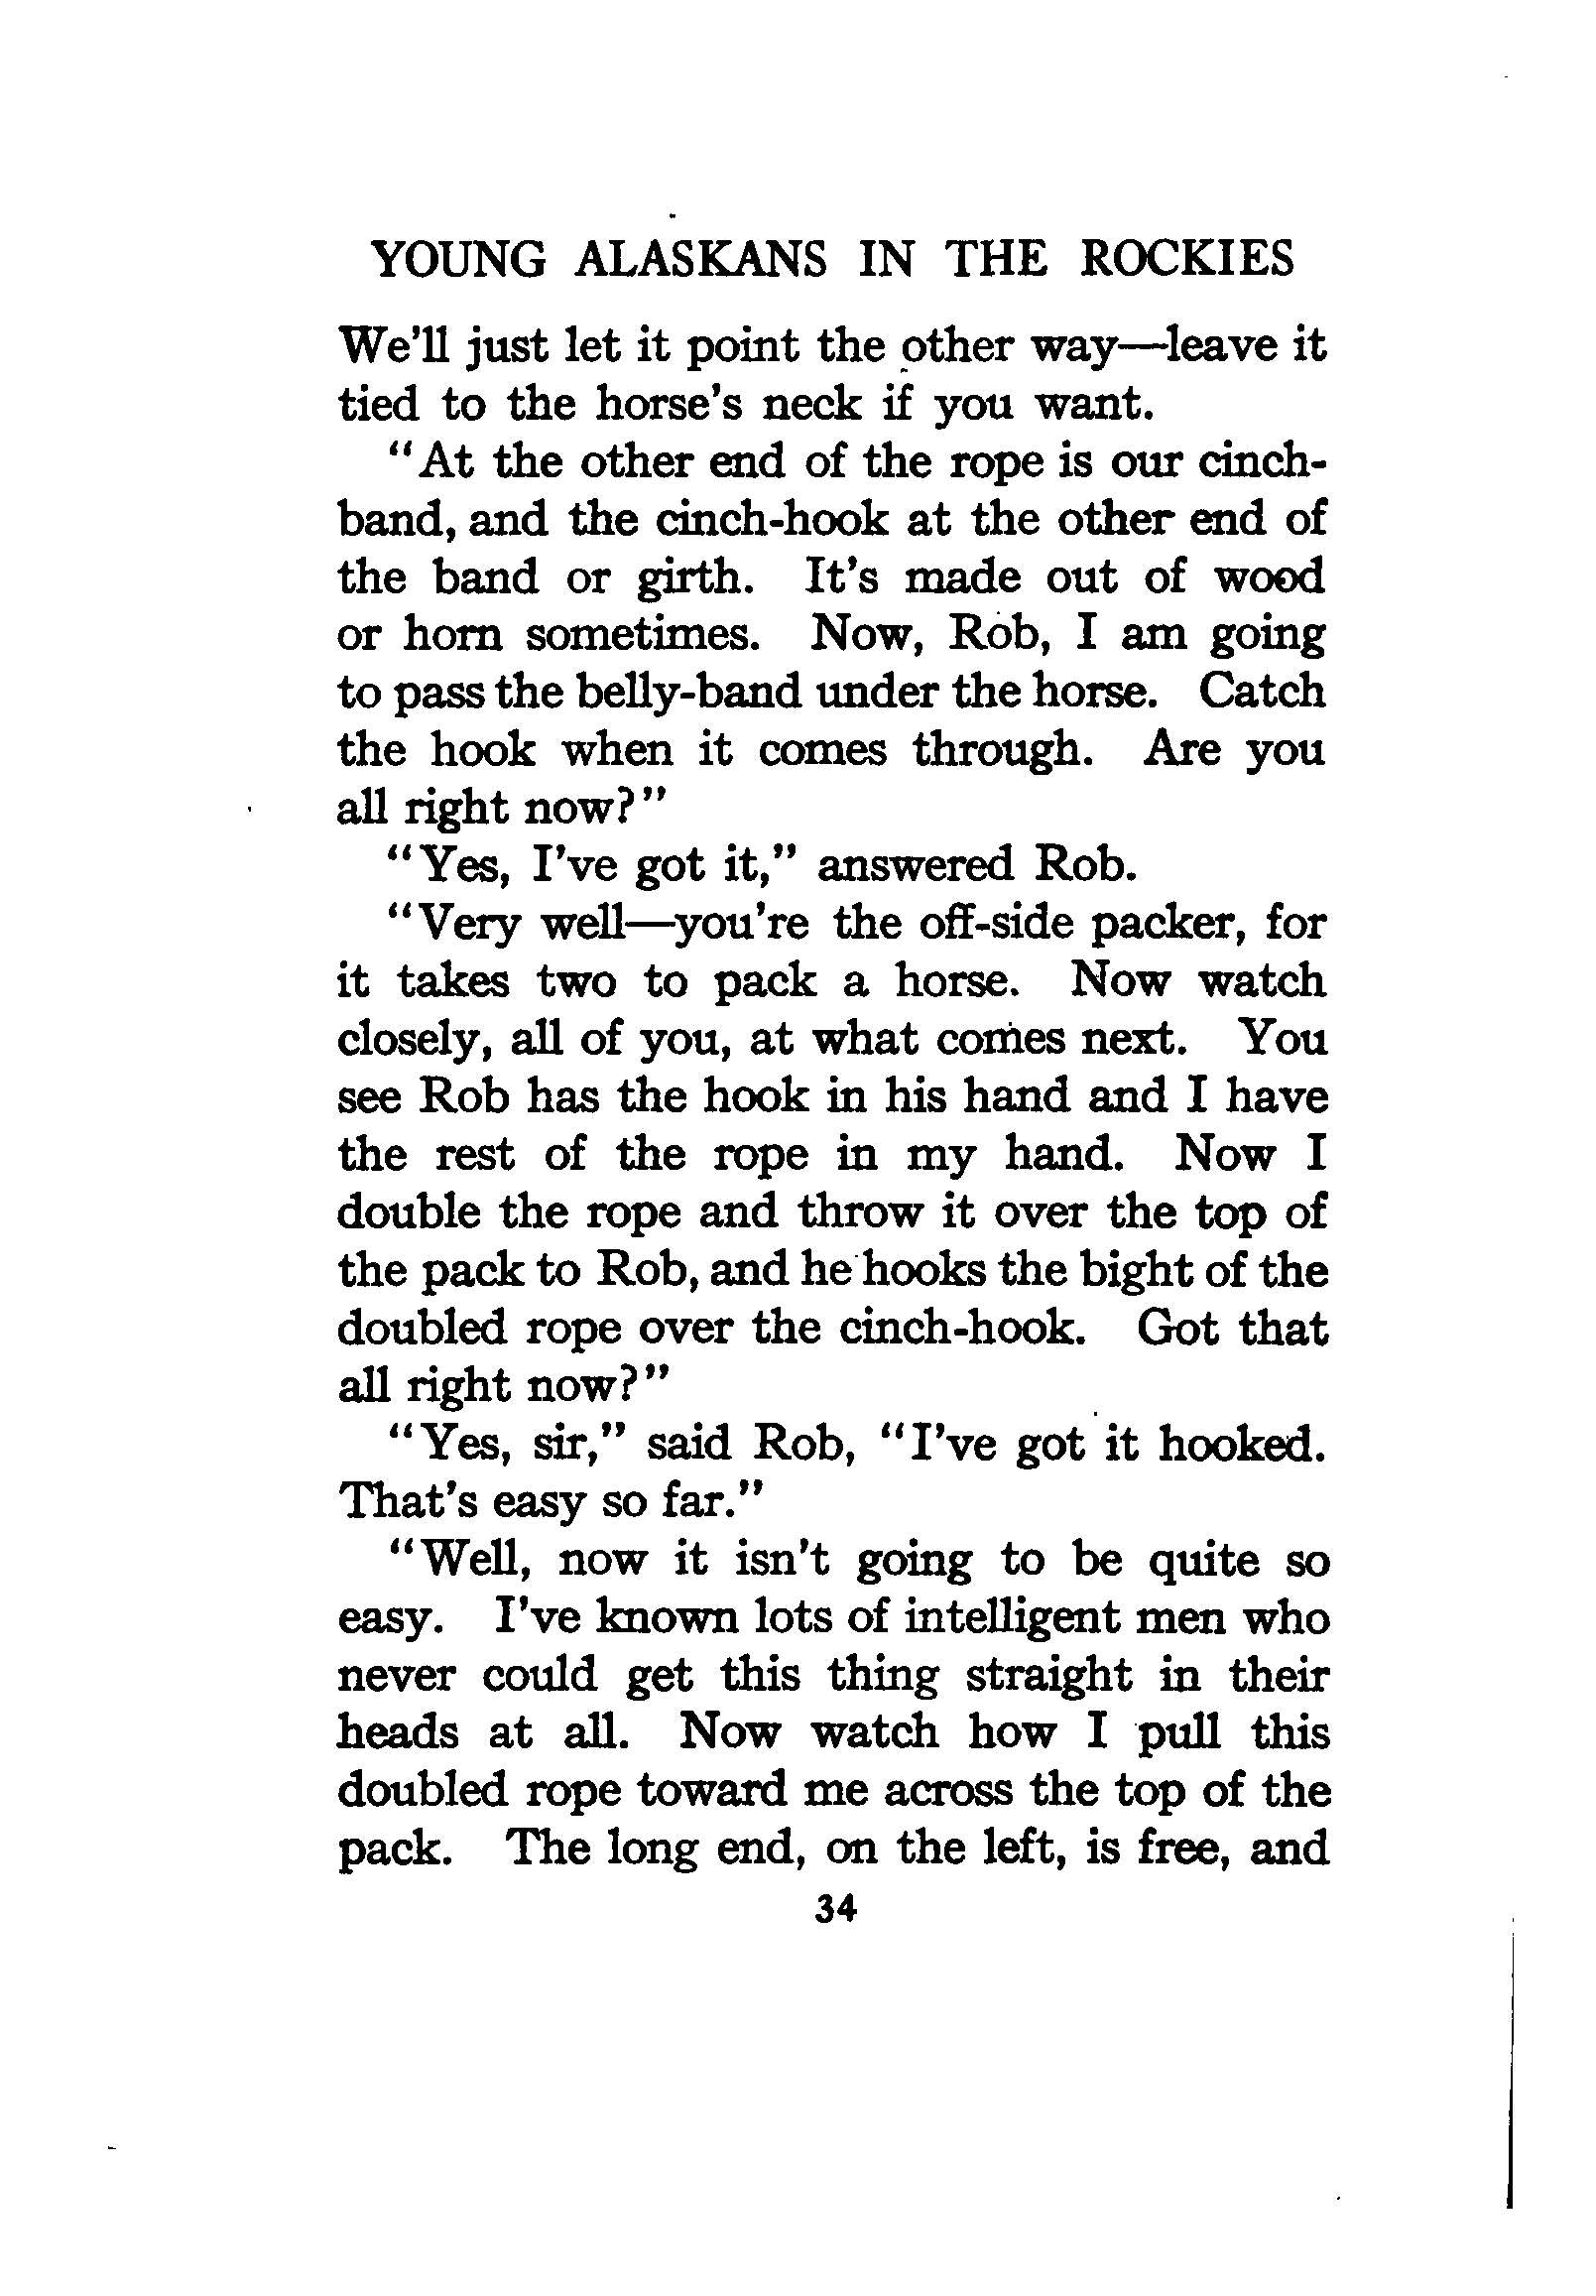 YOUNG ALASKANS IN THE ROCKIES
We'll just let it point the other way—leave it
tied to the horse's neck if you want.
"At the other end of the rope is our cinch-
band, and the cinch-hook at the other end of
the band or girth. It's made out of wood
or horn sometimes. Now, Rob, I am going
to pass the belly-band under the horse. Catch
the hook when it comes through. Are you
all right now?"
"Yes, I've got it," answered Rob.
"Very well—you're the off-side packer, for
it takes two to pack a horse. Now watch
closely, all of you, at what comes next. You
see Rob has the hook in his hand and I have
the rest of the rope in my hand. Now I
double the rope and throw it over the top of
the pack to Rob, and he hooks the bight of the
doubled rope over the cinch-hook. Got that
all right now?"
"Yes, sir," said Rob, "I've got it hooked.
That's easy so far."
"Well, now it isn't going to be quite so
easy. I've known lots of intelligent men who
never could get this thing straight in their
heads at all. Now watch how I pull this
doubled rope toward me across the top of the
pack. The long end, on the left, is free, and
34